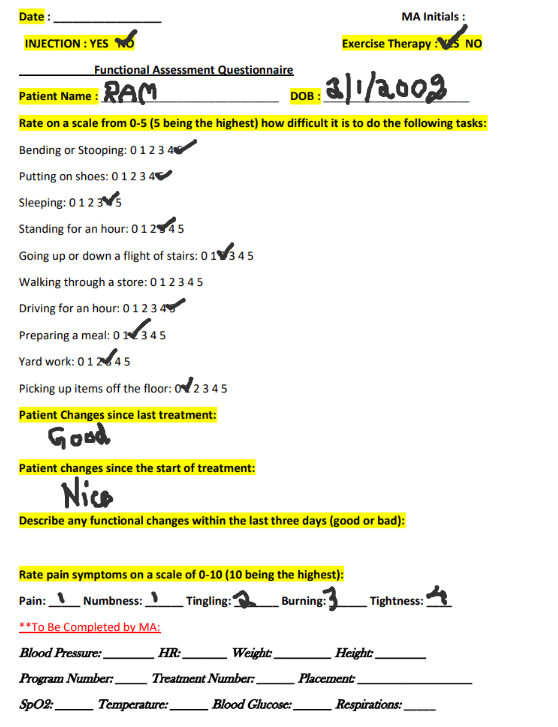 Date : ____________________ MA Initials :
INJECTION : YES NO Exercise Therapy : YES NO
Functional Assessment Questionnaire
Patient Name : RAM DOB : 2/1/2002
Rate on a scale from 0-5 (5 being the highest) how difficult it is to do the following tasks:
Bending or Stooping: 0 1 2 3 4 5
Putting on shoes: 0 1 2 3 4 5
Sleeping: 0 1 2 3 4 5
Standing for an hour: 0 1 2 3 4 5
Going up or down a flight of stairs: 0 1 2 3 4 5
Walking through a store: 0 1 2 3 4 5
Driving for an hour: 0 1 2 3 4 5
Preparing a meal: 0 1 2 3 4 5
Yard work: 0 1 2 3 4 5
Picking up items off the floor: 0 1 2 3 4 5
Patient Changes since last treatment:
Good
Patient changes since the start of treatment:
Nice
Describe any functional changes within the last three days (good or bad):
Rate pain symptoms on a scale of 0-10 (10 being the highest):
Pain: 1 Numbness: 1 Tingling: 2 Burning: 3 Tightness: 4
**To Be Completed by MA:
Blood Pressure: ________ HR: ______ Weight: ________ Height: ________
Program Number: _____ Treatment Number: _____ Placement: ________________
SpO2: ______ Temperature: ______ Blood Glucose: ______ Respirations: _____